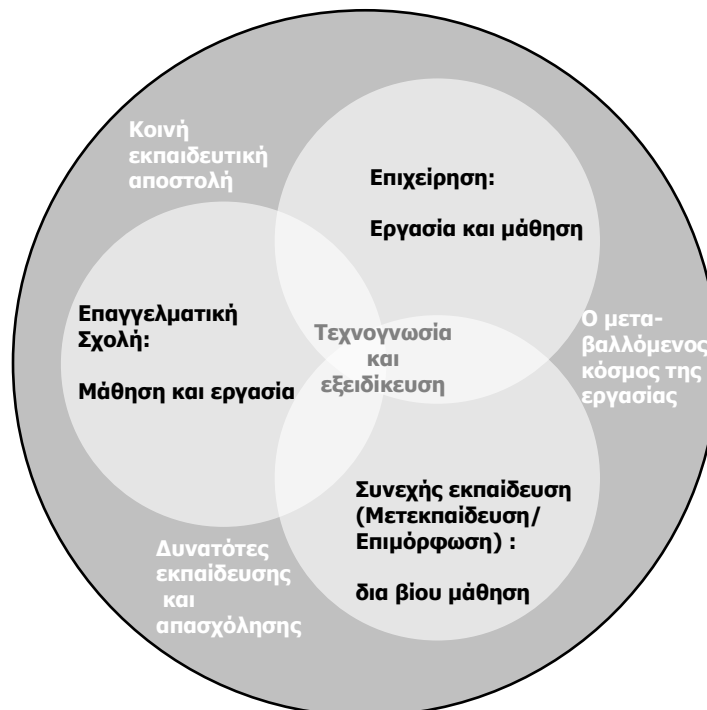 Κοινή
εκπαιδευτική
αποστολή
Επιχείρηση:
Εργασία και μάθηση
Επαγγελματική
Σχολή:
Μάθηση και εργασία
Τεχνογνωσία
και
εξειδίκευση
Ο μετα-
βαλλόμενος
κόσμος της
εργασίας
Συνεχής εκπαίδευση
(Μετεκπαίδευση/
Επιμόρφωση) :
δια βίου μάθηση
Δυνατότες
εκπαίδευσης
και
απασχόλησης